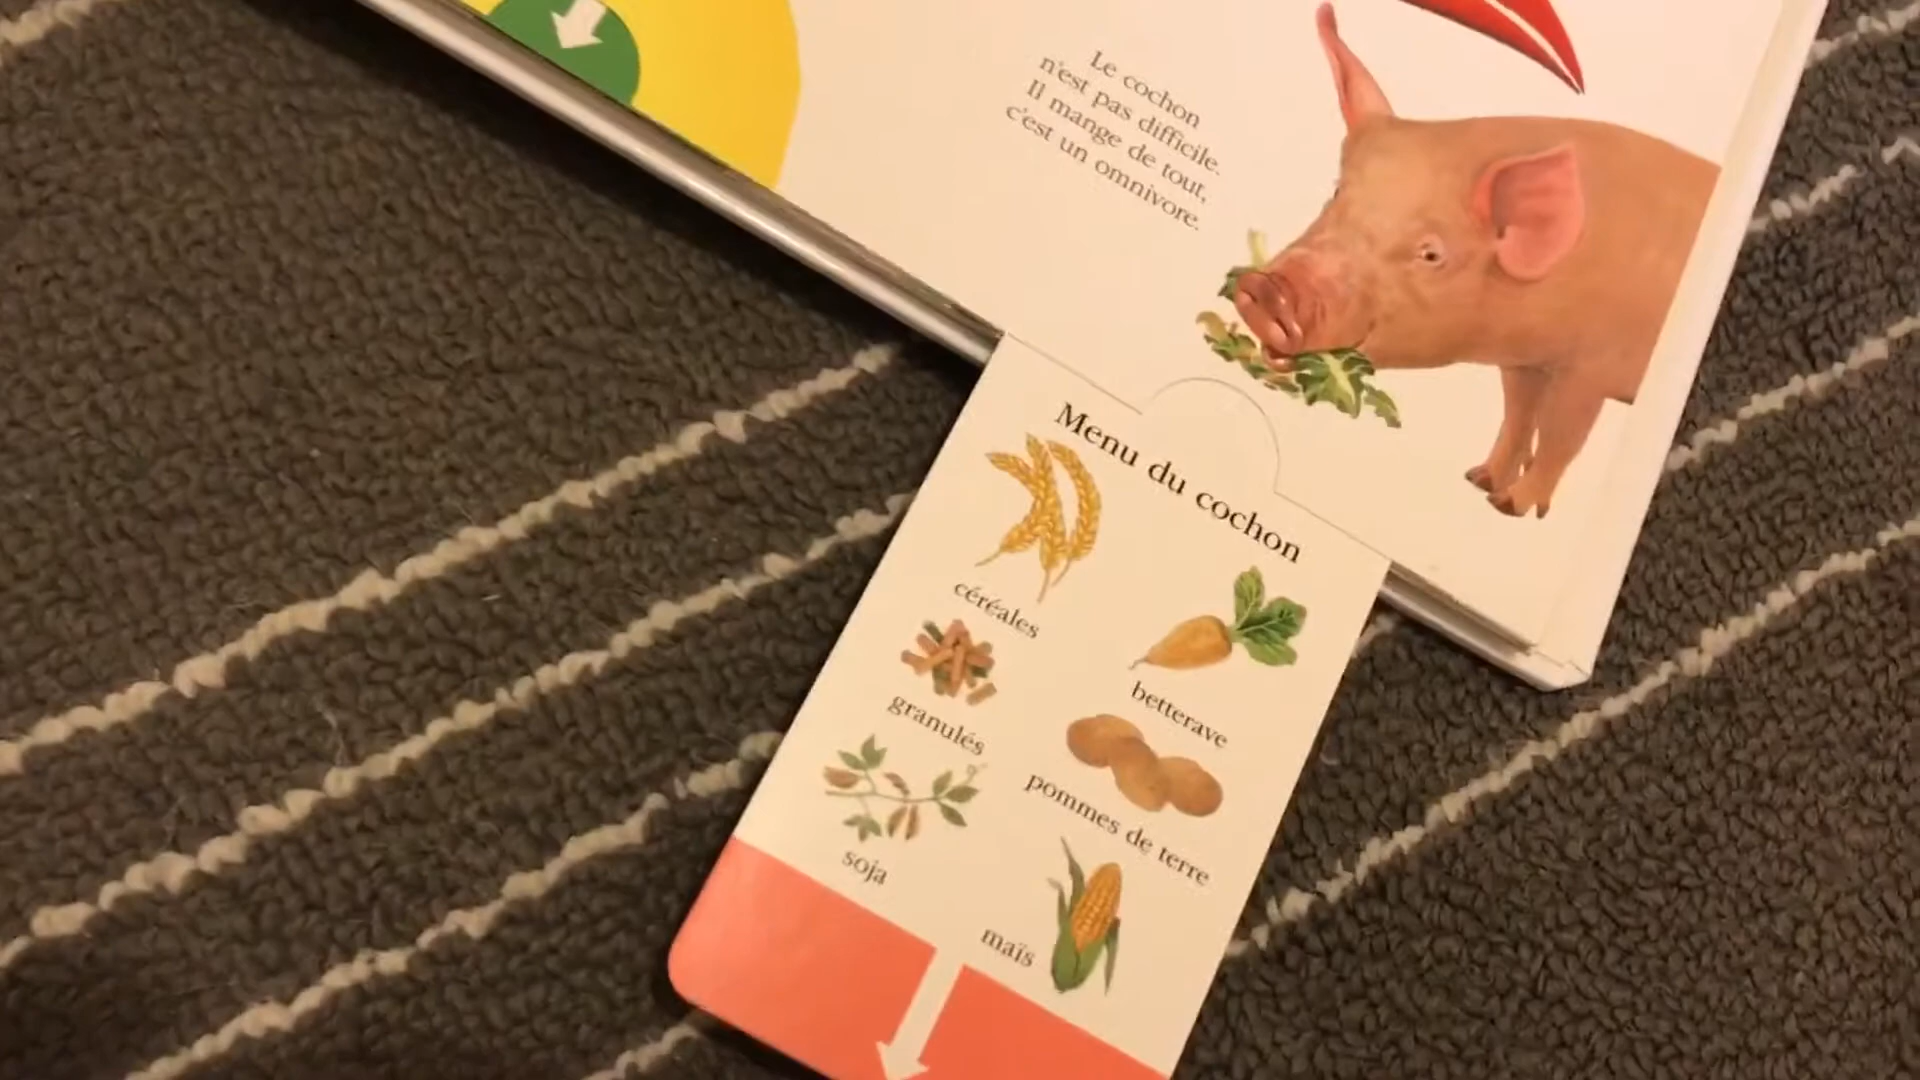 Le cochon
n'est pas difficile.
Il mange de tout,
c'est un omnivore.
Menu du cochon
céréales
betterave
granulés
pommes de terre
soja
maïs